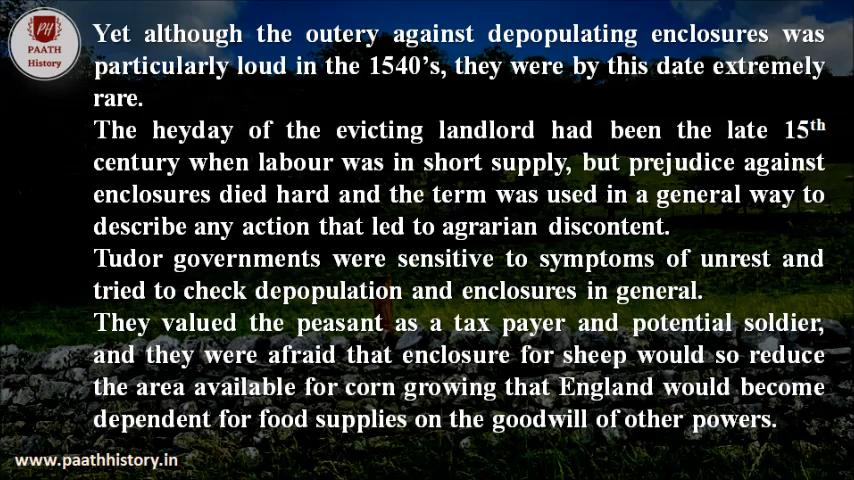 PH
PAATH
History
Yet although the outery against depopulating enclosures was
particularly loud in the 1540's, they were by this date extremely
rare.
The heyday of the evicting landlord had been the late 15th
century when labour was in short supply, but prejudice against
enclosures died hard and the term was used in a general way to
describe any action that led to agrarian discontent.
Tudor governments were sensitive to symptoms of unrest and
tried to check depopulation and enclosures in general.
They valued the peasant as a tax payer and potential soldier,
and they were afraid that enclosure for sheep would so reduce
the area available for corn growing that England would become
dependent for food supplies on the goodwill of other powers.
www.paathhistory.in